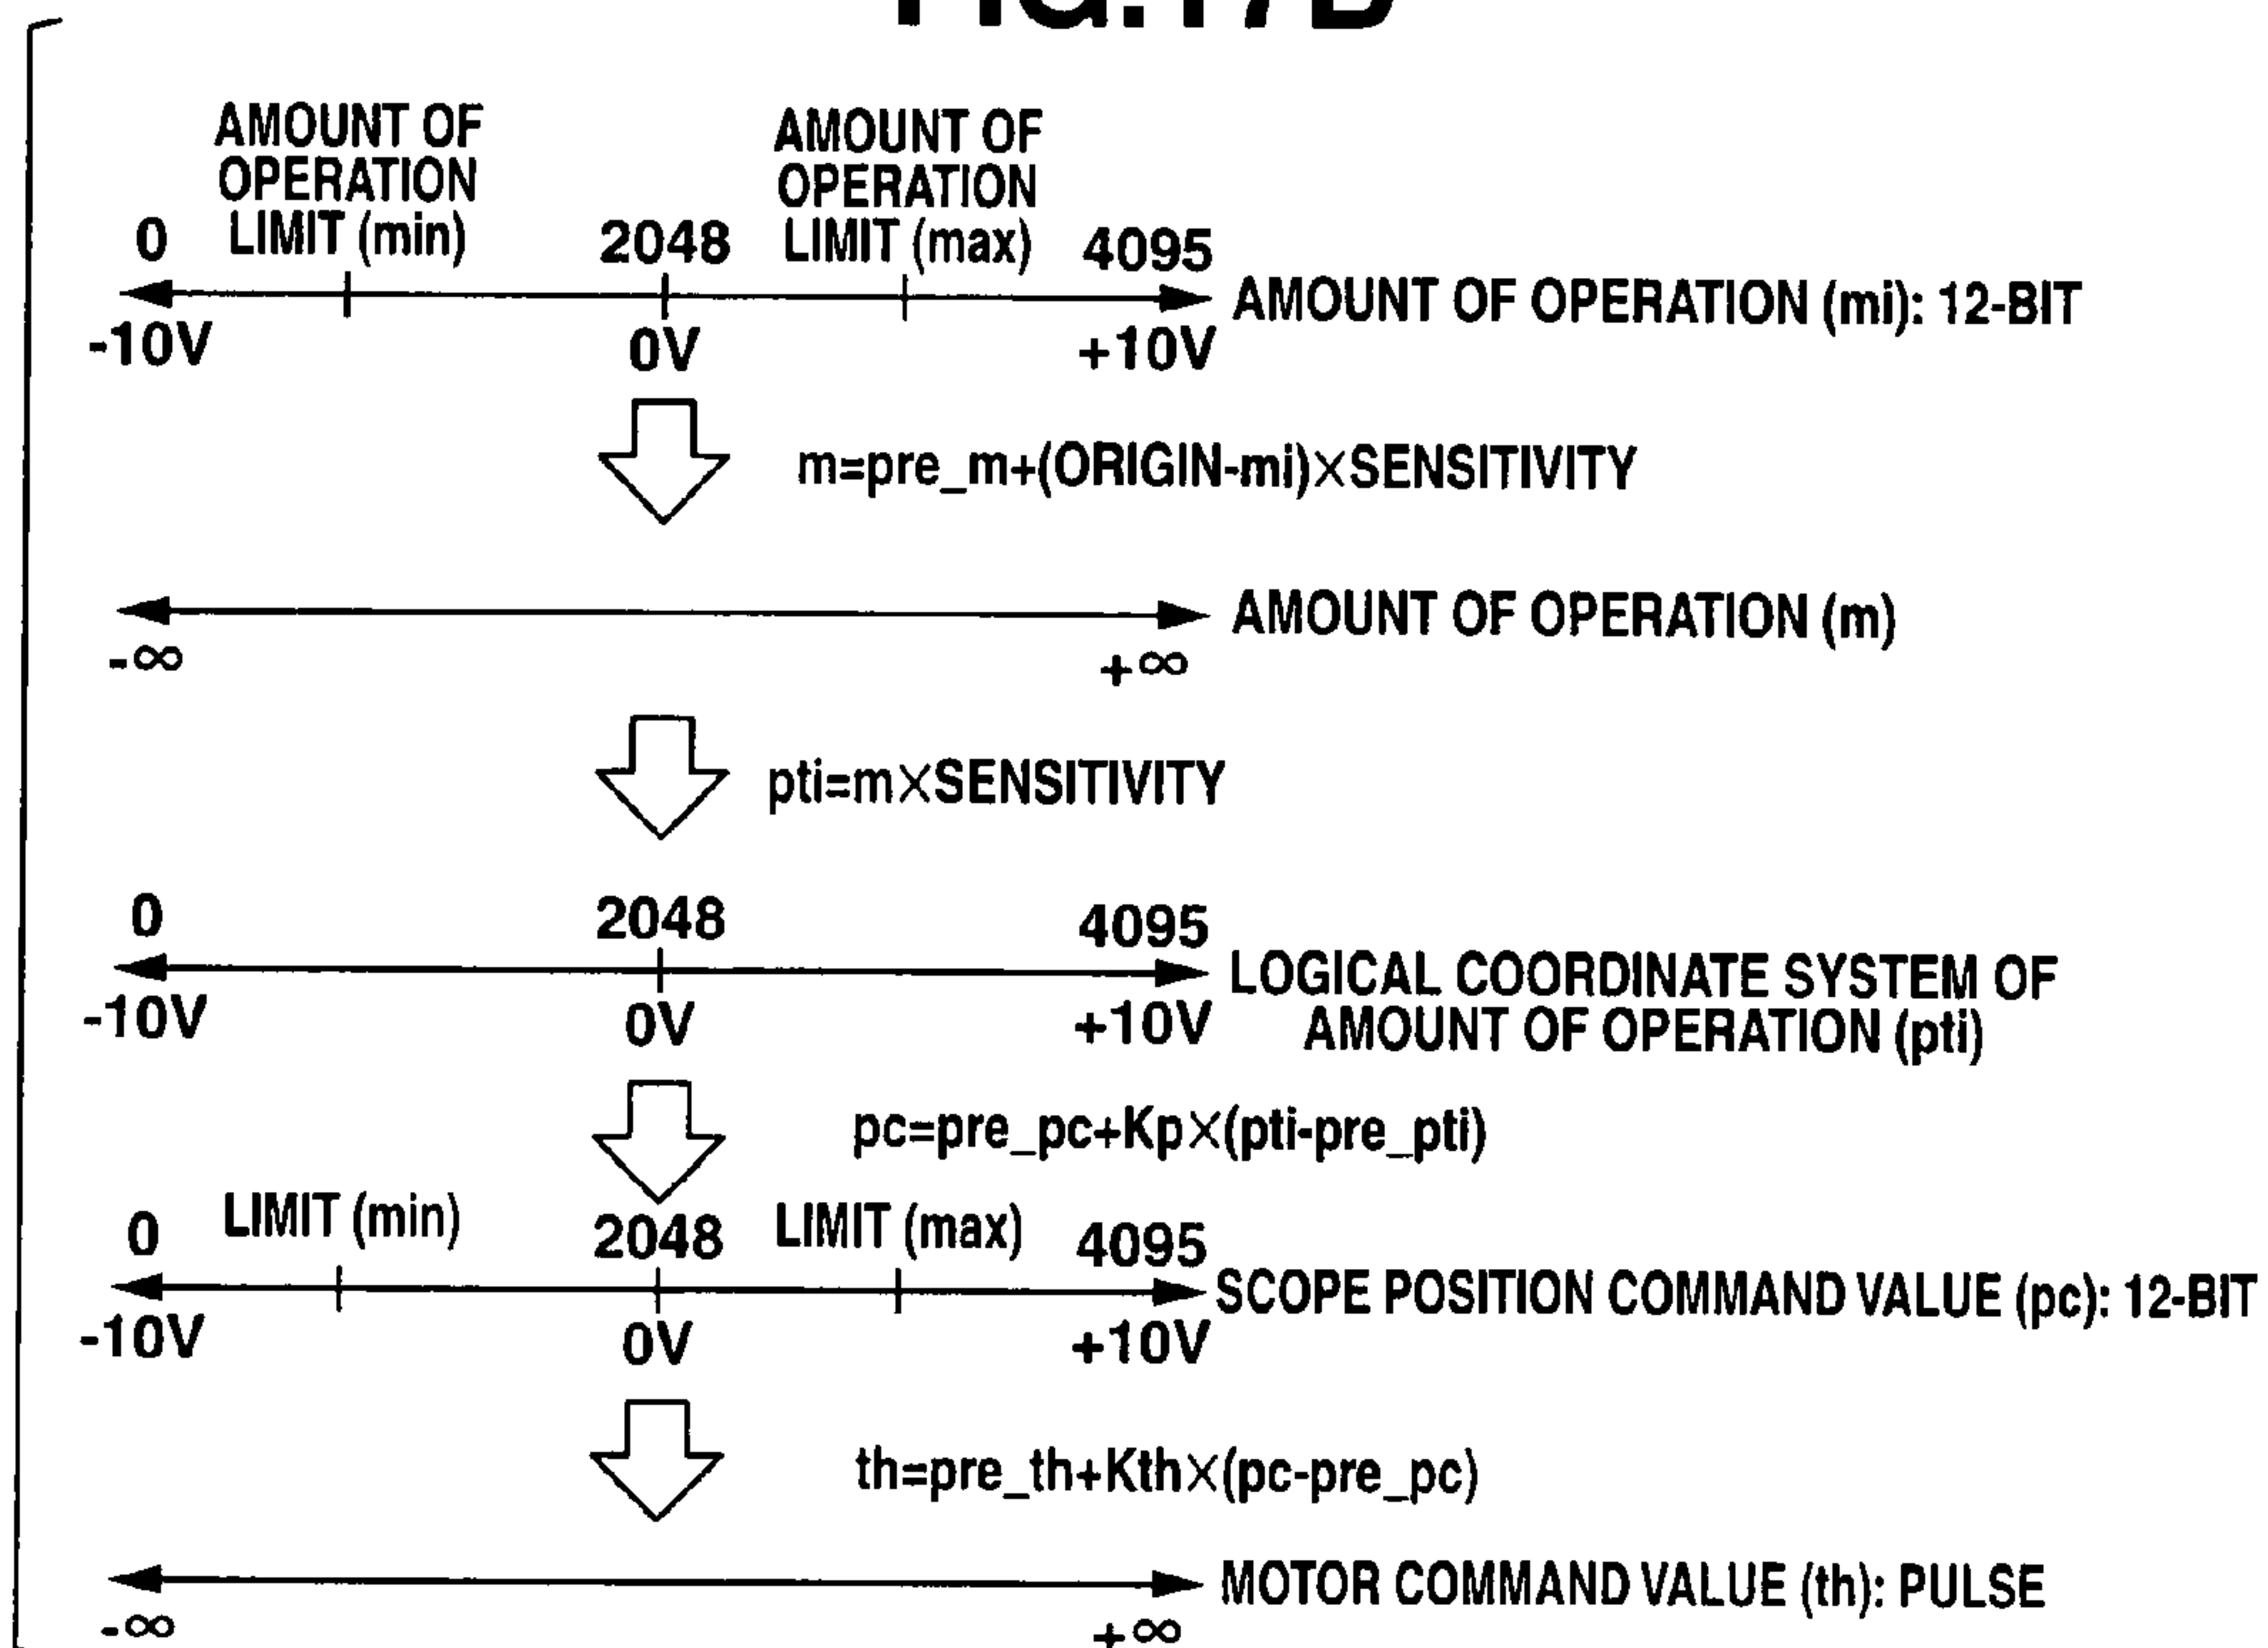 FIG.17B
AMOUNT OF
OPERATION
LIMIT (min)
AMOUNT OF
OPERATION
LIMIT (max)
0
2048
4095
AMOUNT OF OPERATION (mi): 12-BIT
-10V
0V
+10V
m=pre_m+(ORIGIN-mi)×SENSITIVITY
AMOUNT OF OPERATION (m)
-∞
+∞
pti=m×SENSITIVITY
0
2048
4095
LOGICAL COORDINATE SYSTEM OF
AMOUNT OF OPERATION (pti)
-10V
0V
+10V
pc=pre_pc+Kp×(pti-pre_pti)
0
LIMIT (min)
2048
LIMIT (max)
4095
SCOPE POSITION COMMAND VALUE (pc): 12-BIT
-10V
0V
+10V
th=pre_th+Kth×(pc-pre_pc)
MOTOR COMMAND VALUE (th): PULSE
-∞
+∞